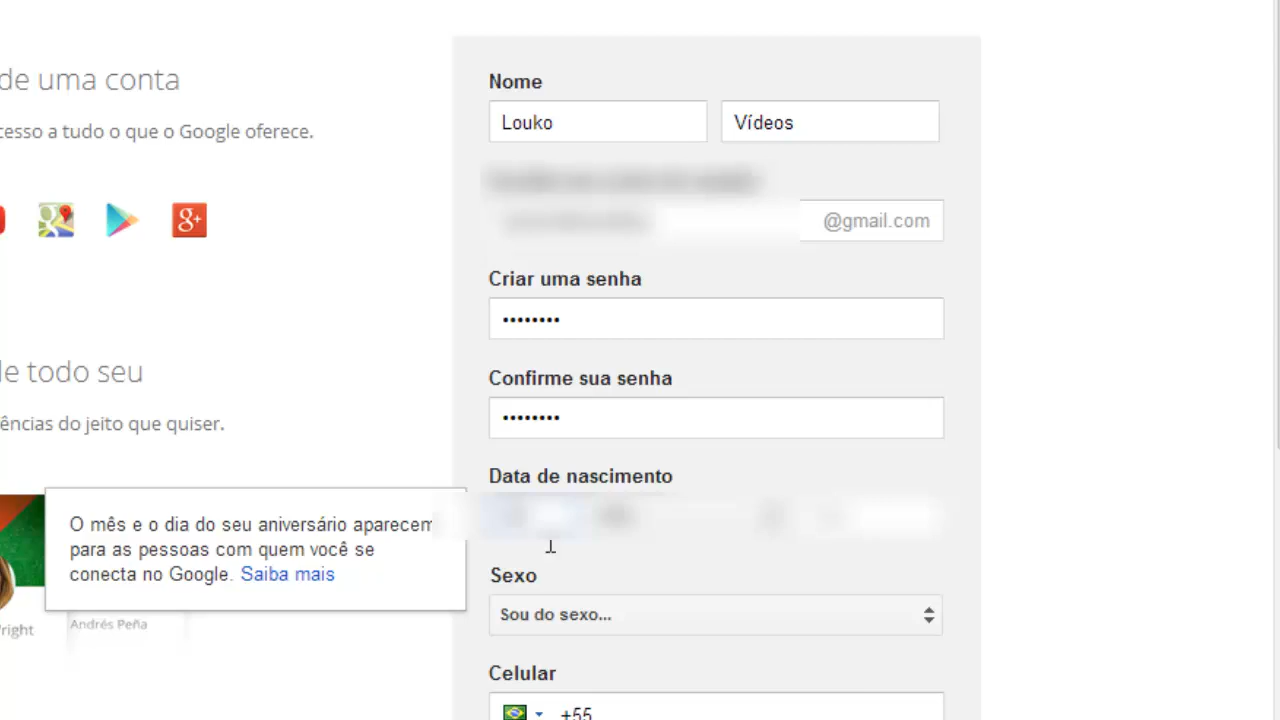 de uma conta
cesso a tudo o que o Google oferece.
de todo seu
ências do jeito que quiser.
O mês e o dia do seu aniversário aparecem
para as pessoas com quem você se
conecta no Google. Saiba mais
right
Andrés Peña
Nome
Louko Vídeos
@gmail.com
Criar uma senha
••••••••
Confirme sua senha
••••••••
Data de nascimento
Sexo
Sou do sexo...
Celular
+55